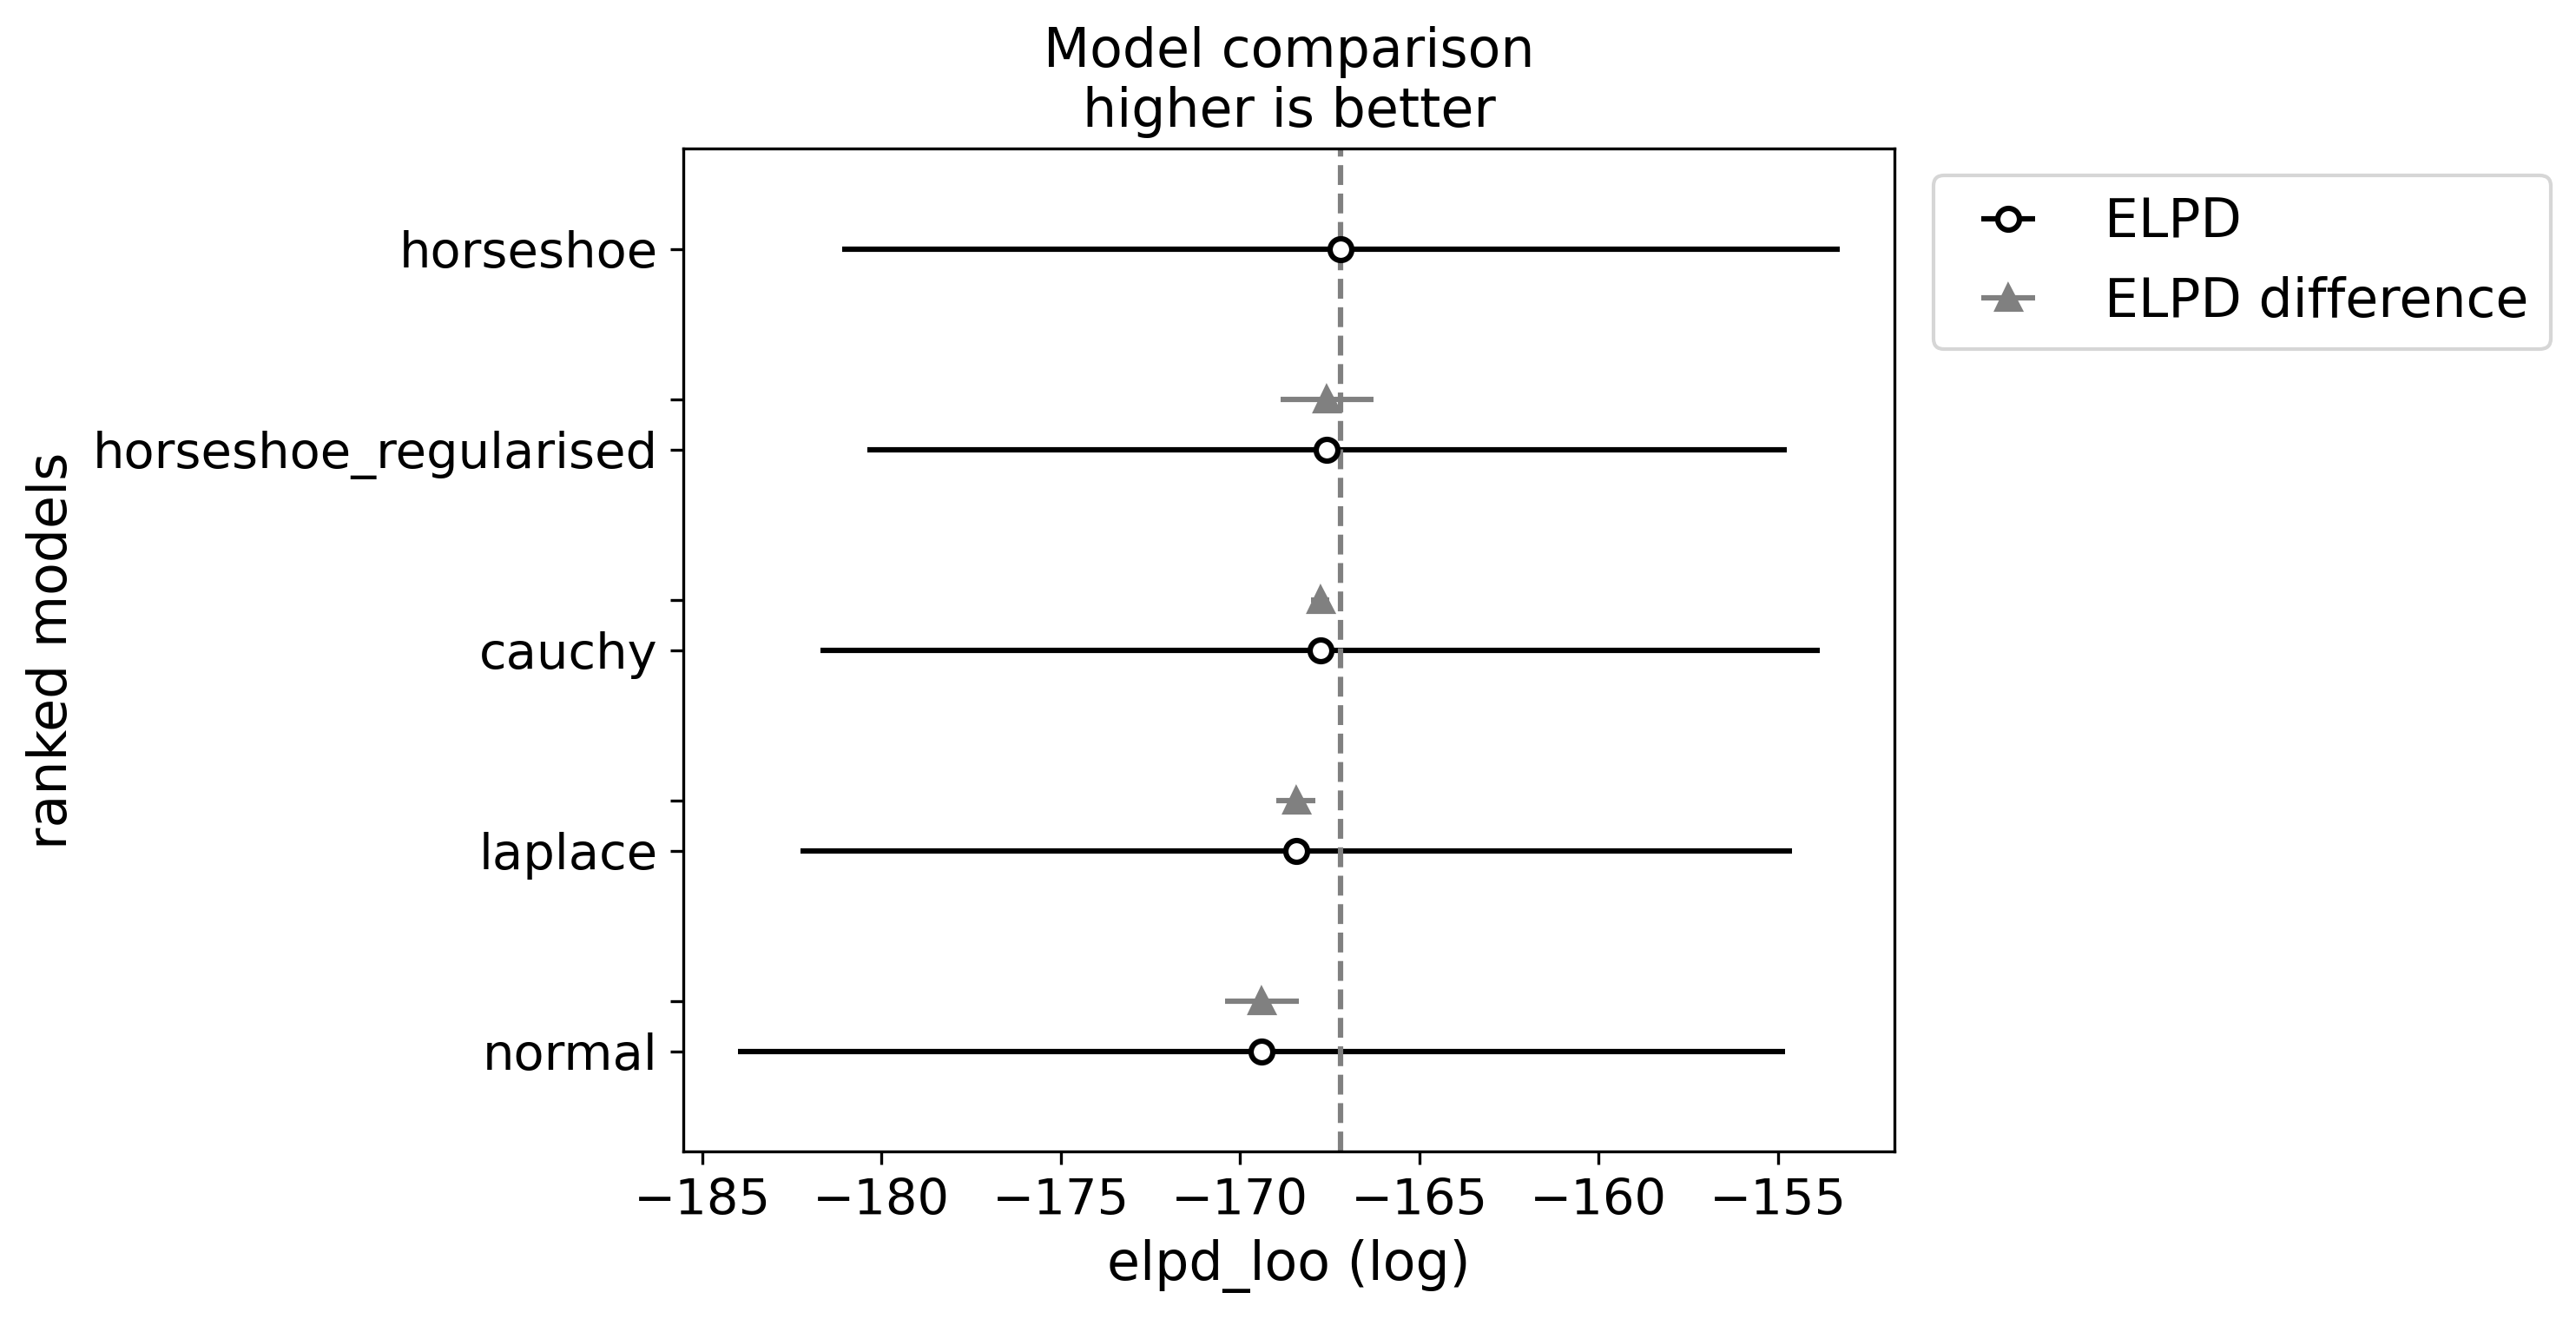 Model comparison
higher is better
ELPD
ELPD difference
ranked models
horseshoe
horseshoe_regularised
cauchy
laplace
normal
−185 −180 −175 −170 −165 −160 −155
elpd_loo (log)